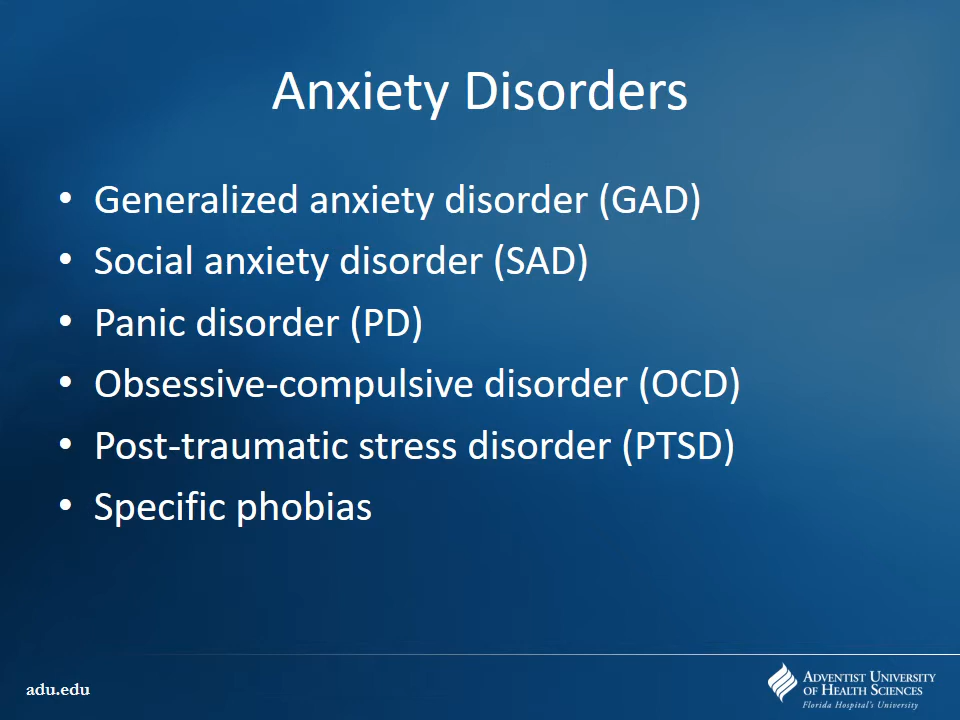 Anxiety Disorders
• Generalized anxiety disorder (GAD)
• Social anxiety disorder (SAD)
• Panic disorder (PD)
• Obsessive-compulsive disorder (OCD)
• Post-traumatic stress disorder (PTSD)
• Specific phobias
adu.edu
ADVENTIST UNIVERSITY
OF HEALTH SCIENCES
Florida Hospital's University